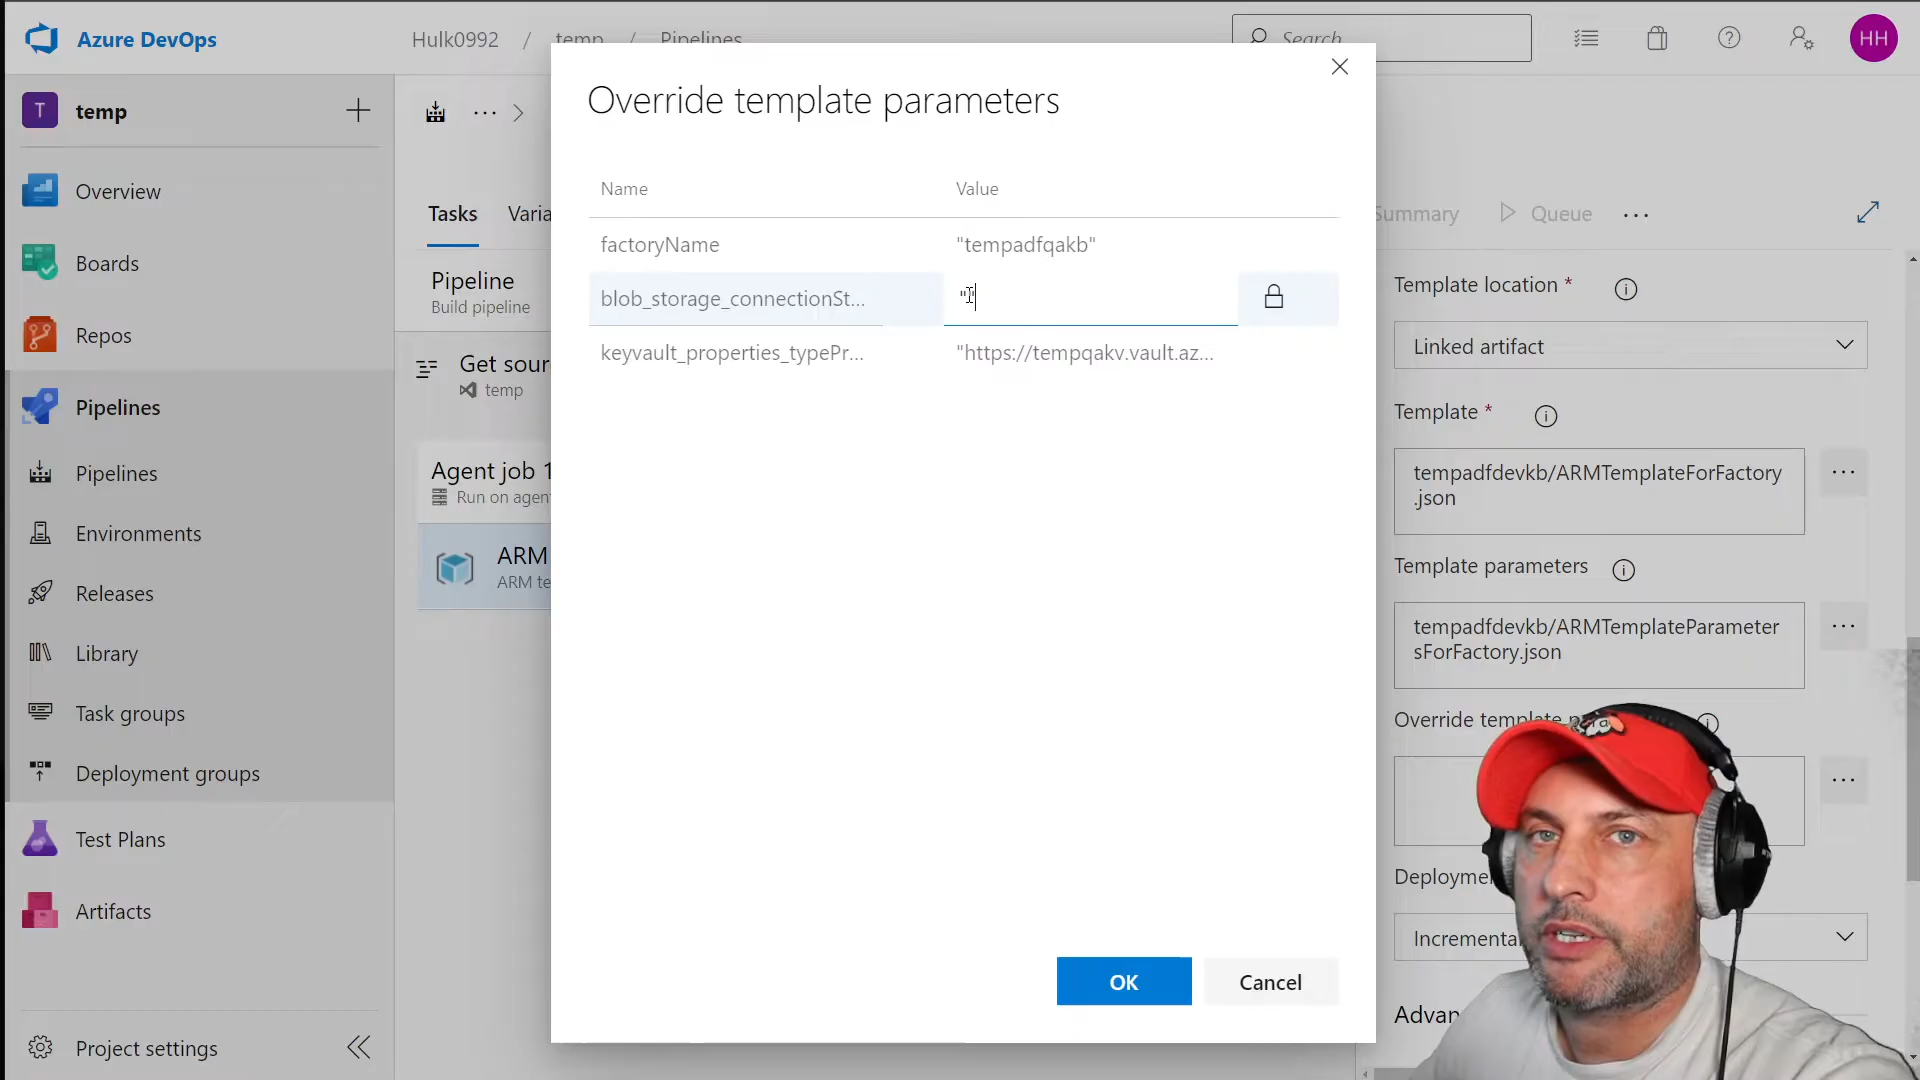 Azure DevOps
Hulk0992 / temp / Pipelines
Search
HH
T temp
Overview
Boards
Repos
Pipelines
Pipelines
Environments
Releases
Library
Task groups
Deployment groups
Test Plans
Artifacts
Project settings
Tasks Varia
Pipeline
Build pipeline
Get sour
temp
Agent job 1
Run on agen
ARM
ARM te
Override template parameters
Name Value
factoryName "tempadfqakb"
blob_storage_connectionSt... ""
keyvault_properties_typePr... "https://tempqakv.vault.az...
OK Cancel
Summary Queue
Template location *
Linked artifact
Template *
tempadfdevkb/ARMTemplateForFactory
.json
Template parameters
tempadfdevkb/ARMTemplateParameter
sForFactory.json
Override template para
Deployme
Incrementa
Advan